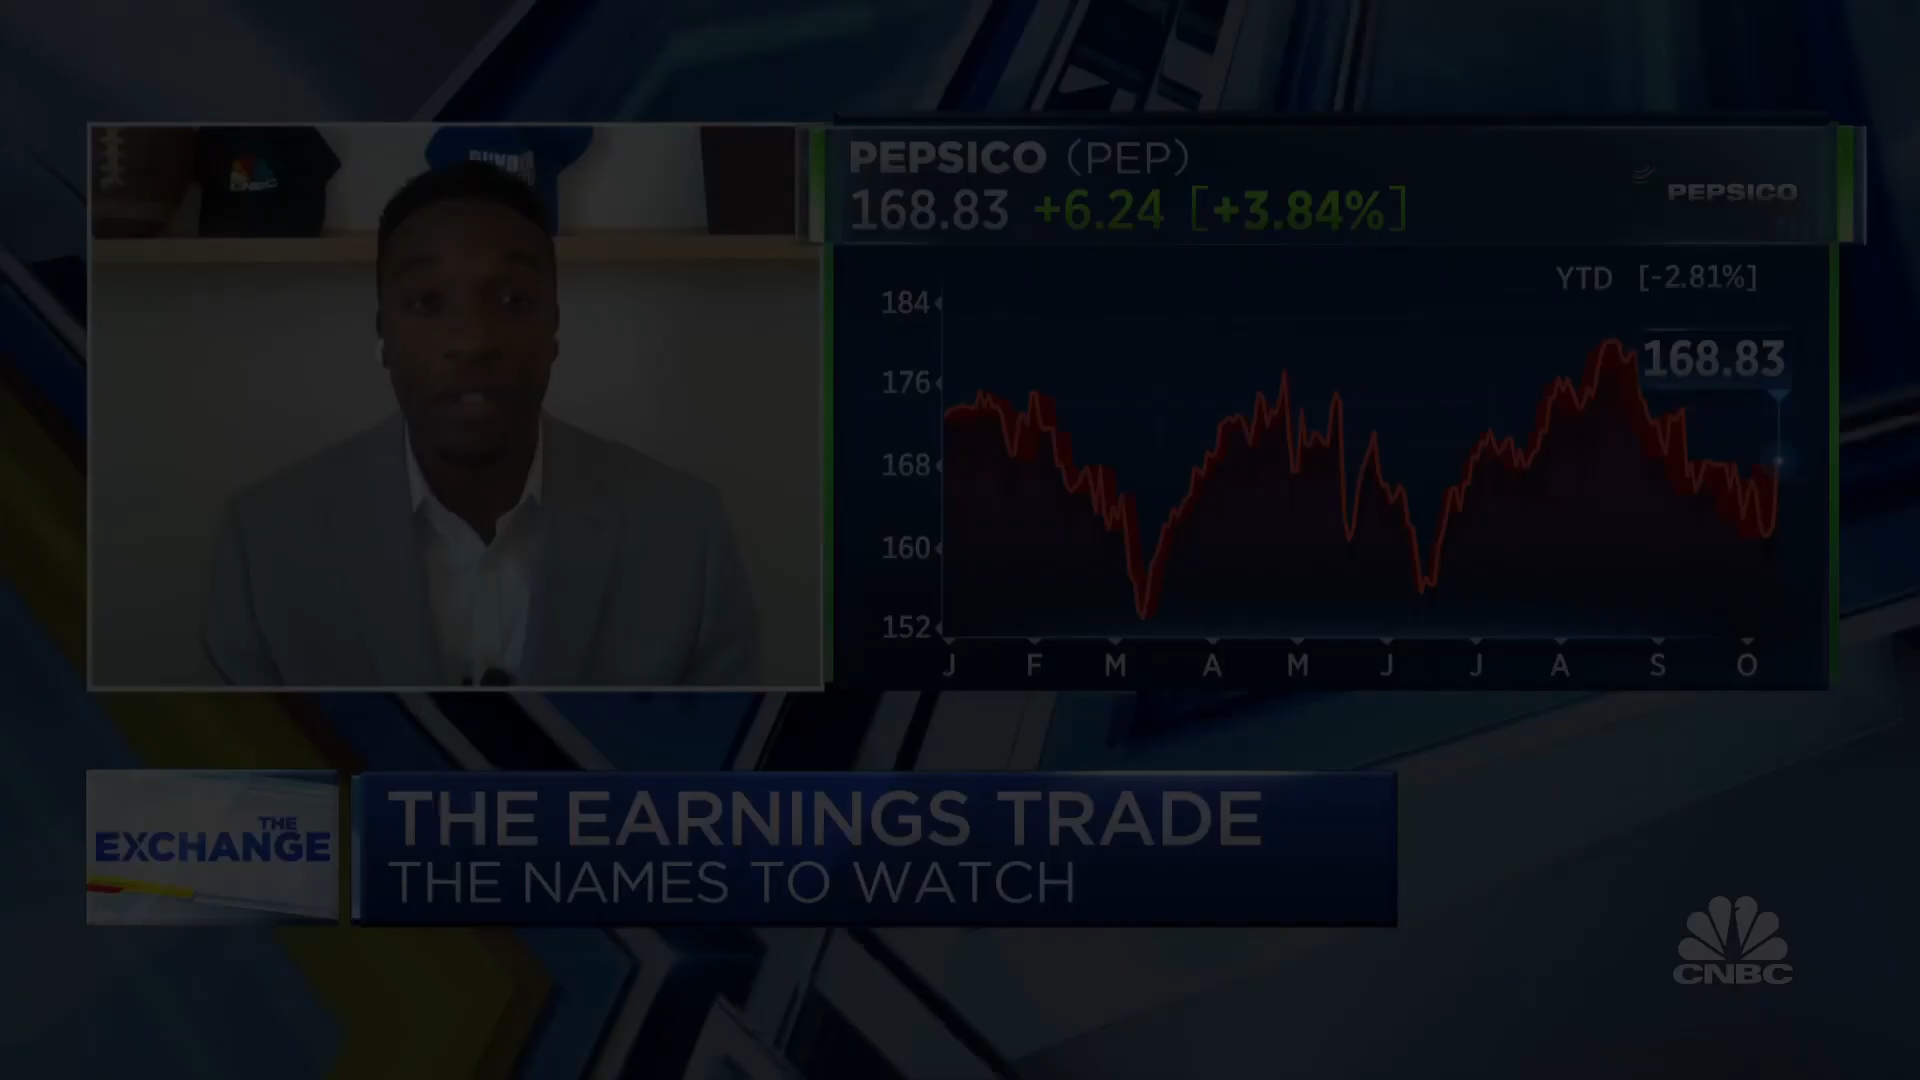 CNBC
PEPSICO (PEP)
168.83 +6.24 [+3.84%]
PEPSICO
YTD [-2.81%]
184
176
168
160
152
168.83
J F M A M J J A S O
THE
EXCHANGE
THE EARNINGS TRADE
THE NAMES TO WATCH
CNBC